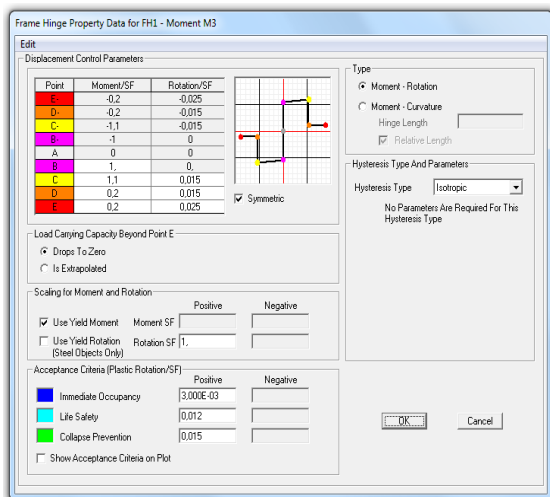 Frame Hinge Property Data for FH1 - Moment M3
Edit
Displacement Control Parameters
Point Moment/SF Rotation/SF
E- -0,2 -0,025
D- -0,2 -0,015
C- -1,1 -0,015
B- -1 0
A 0 0
B 1, 0,
C 1,1 0,015
D 0,2 0,015
E 0,2 0,025
Symmetric
Load Carrying Capacity Beyond Point E
Drops To Zero
Is Extrapolated
Scaling for Moment and Rotation
Positive Negative
Use Yield Moment Moment SF
Use Yield Rotation Rotation SF 1,
(Steel Objects Only)
Acceptance Criteria (Plastic Rotation/SF)
Positive Negative
Immediate Occupancy 3,000E-03
Life Safety 0,012
Collapse Prevention 0,015
Show Acceptance Criteria on Plot
Type
Moment - Rotation
Moment - Curvature
Hinge Length
Relative Length
Hysteresis Type And Parameters
Hysteresis Type Isotropic
No Parameters Are Required For This
Hysteresis Type
OK Cancel